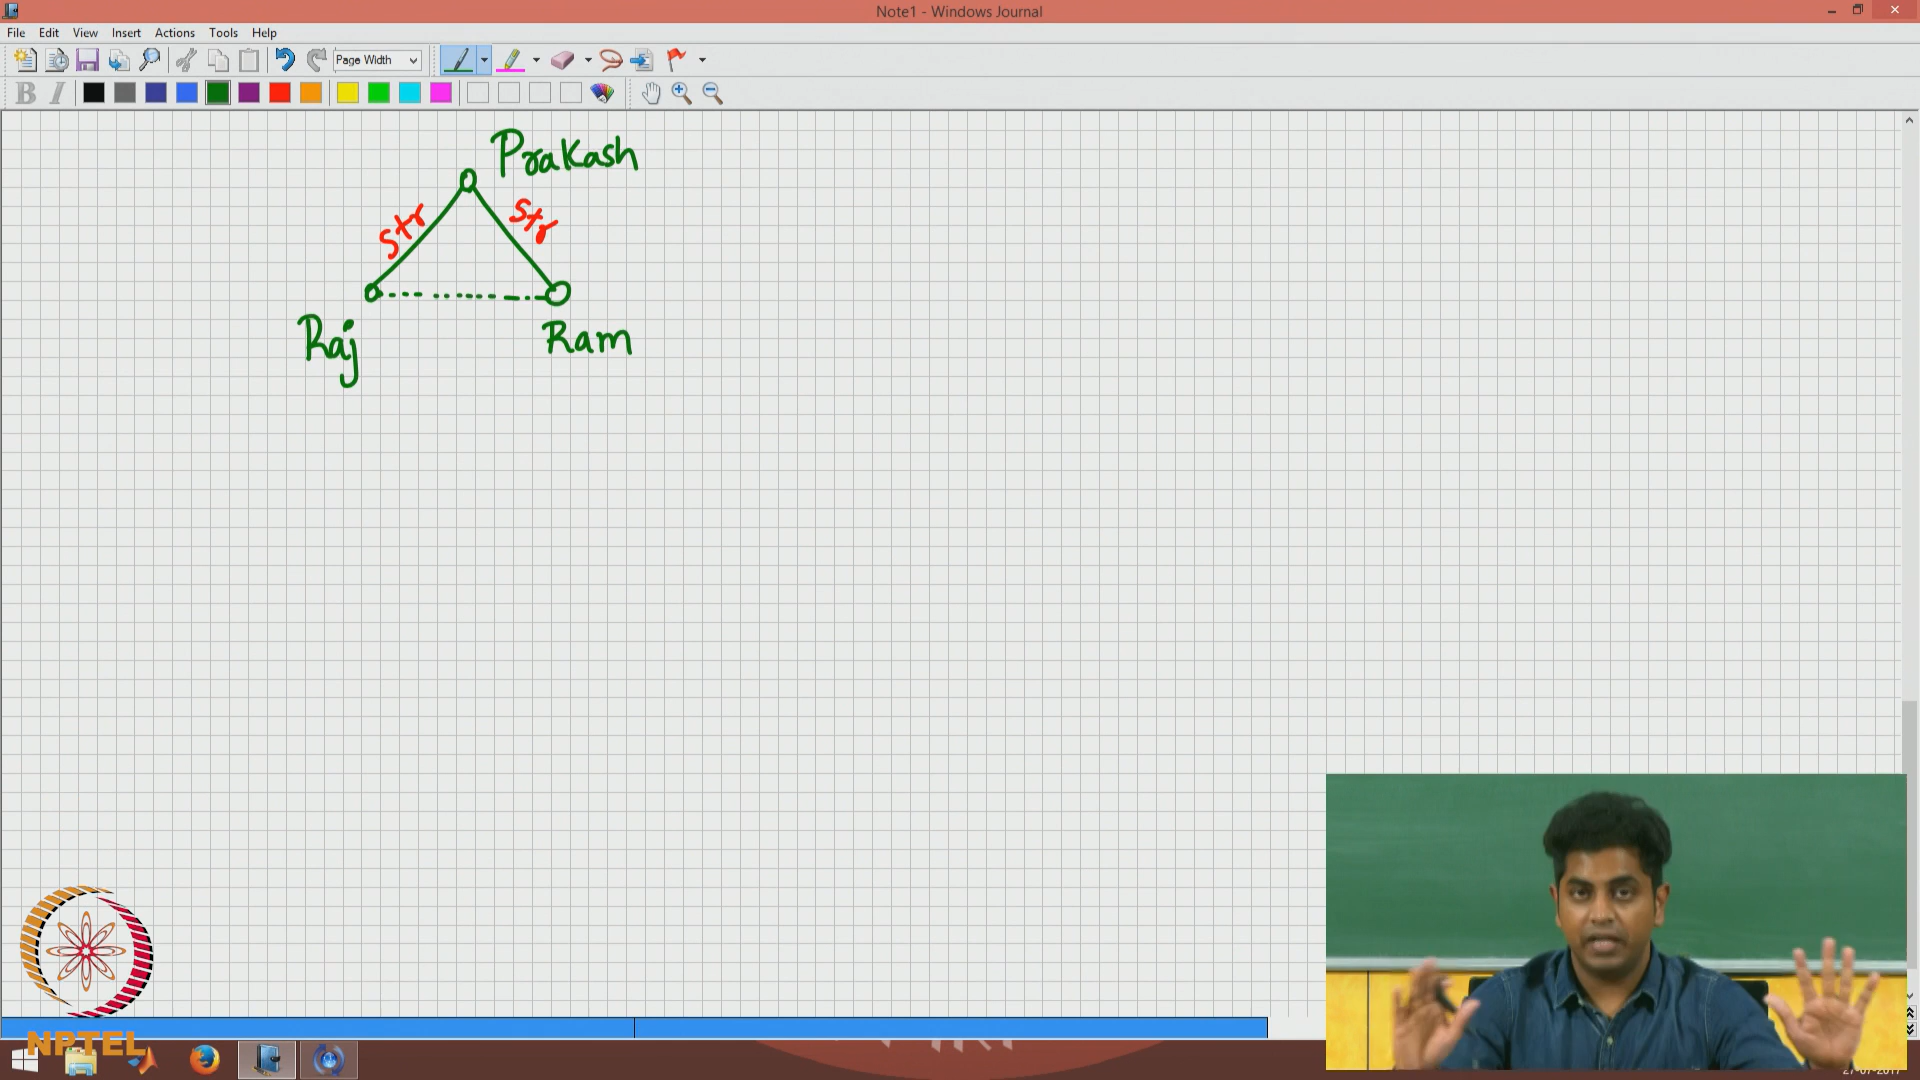 Note1 - Windows Journal
File Edit View Insert Actions Tools Help
Page Width
B I
Prakash
Str
Str
Raj
Ram
NPTEL